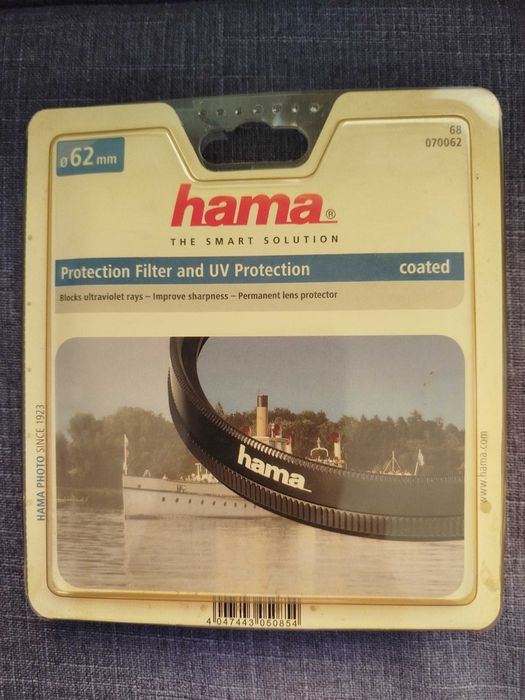 68
070062
ø 62 mm
hama®
THE SMART SOLUTION
Protection Filter and UV Protection coated
Blocks ultraviolet rays – Improve sharpness – Permanent lens protector
HAMA PHOTO SINCE 1923
www.hama.com
hama
4 047443 050854